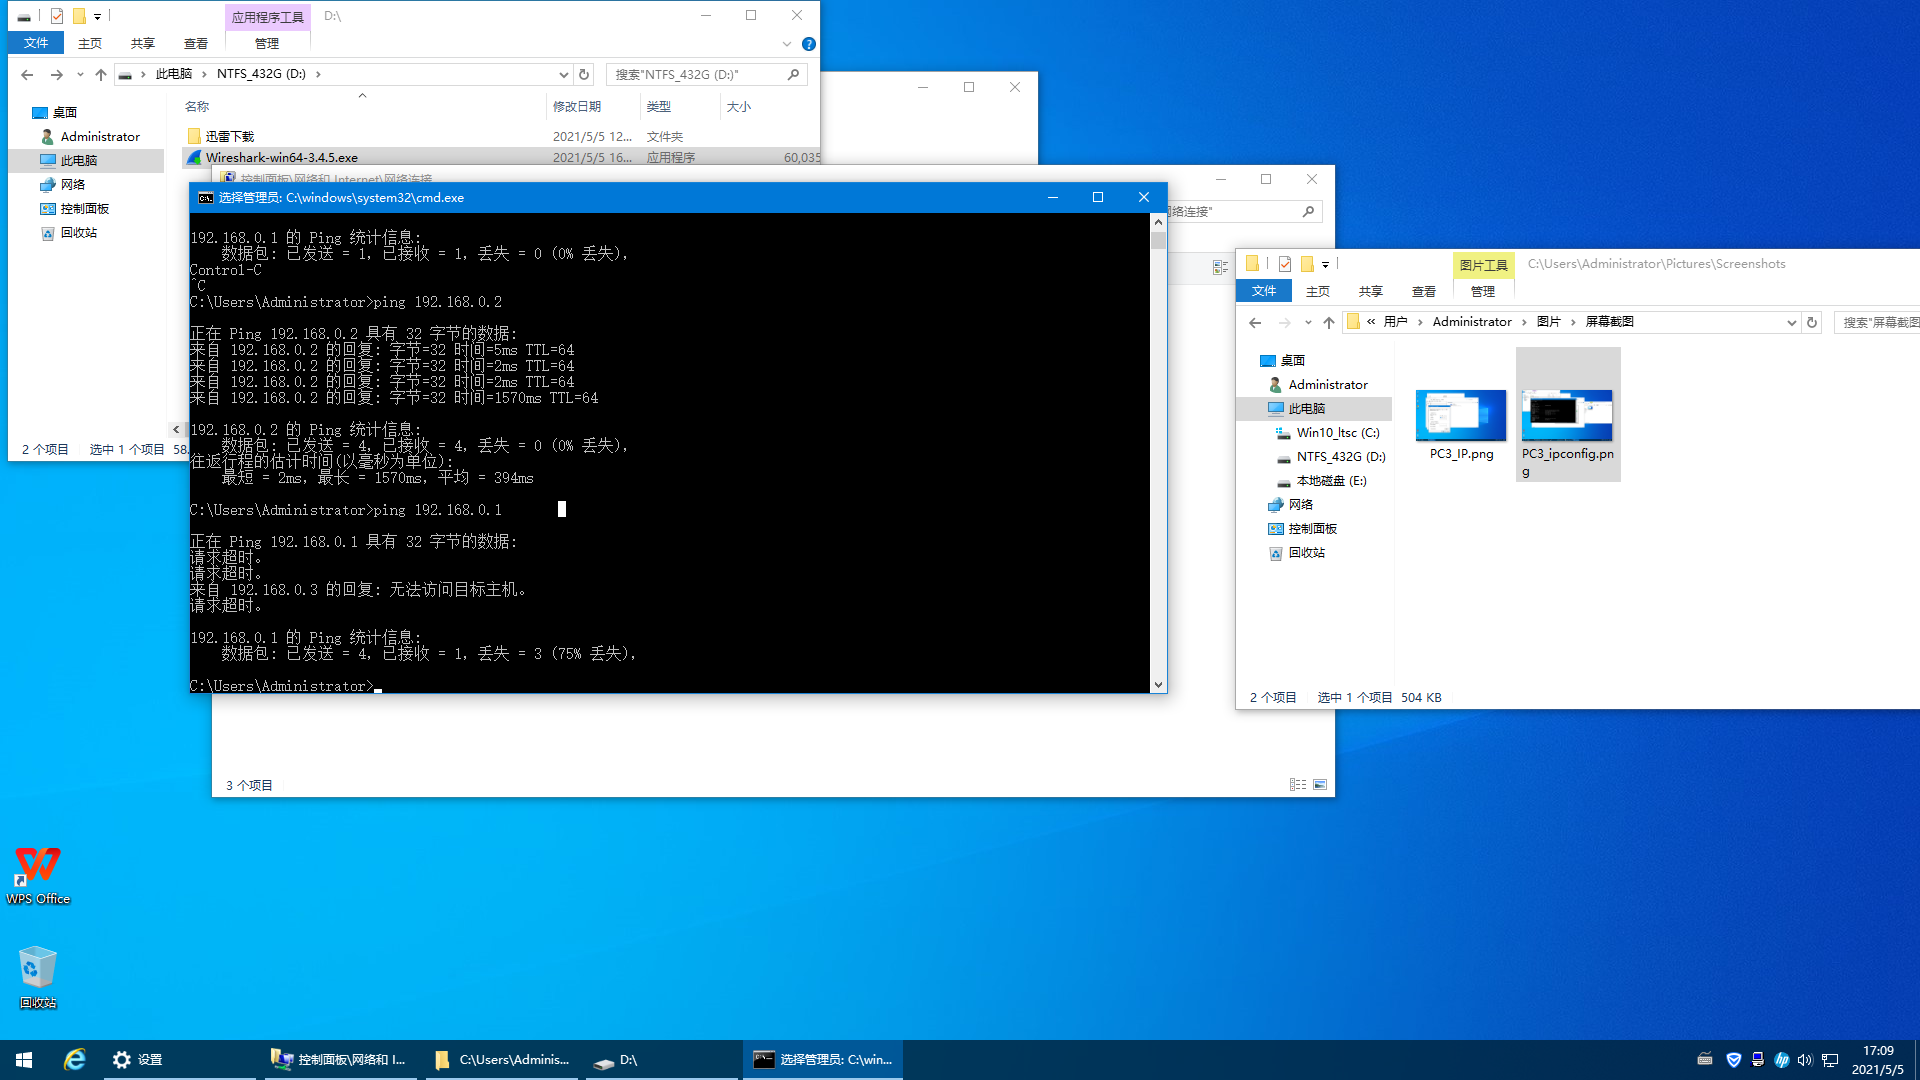 应用程序工具
D:\
文件
主页
共享
查看
管理
此电脑
NTFS_432G (D:)
搜索"NTFS_432G (D:)"
名称
修改日期
类型
大小
桌面
Administrator
此电脑
网络
控制面板
回收站
迅雷下载
2021/5/5 12...
文件夹
Wireshark-win64-3.4.5.exe
2021/5/5 16...
应用程序
60,035
2 个项目
选中 1 个项目
58.
控制面板\网络和 Internet\网络连接
络连接"
3 个项目
选择管理员: C:\windows\system32\cmd.exe
192.168.0.1 的 Ping 统计信息:
数据包: 已发送 = 1，已接收 = 1，丢失 = 0 (0% 丢失)，
Control-C
^C
C:\Users\Administrator>ping 192.168.0.2
正在 Ping 192.168.0.2 具有 32 字节的数据:
来自 192.168.0.2 的回复: 字节=32 时间=5ms TTL=64
来自 192.168.0.2 的回复: 字节=32 时间=2ms TTL=64
来自 192.168.0.2 的回复: 字节=32 时间=2ms TTL=64
来自 192.168.0.2 的回复: 字节=32 时间=1570ms TTL=64
192.168.0.2 的 Ping 统计信息:
数据包: 已发送 = 4，已接收 = 4，丢失 = 0 (0% 丢失)，
往返行程的估计时间(以毫秒为单位):
最短 = 2ms，最长 = 1570ms，平均 = 394ms
C:\Users\Administrator>ping 192.168.0.1
正在 Ping 192.168.0.1 具有 32 字节的数据:
请求超时。
请求超时。
来自 192.168.0.3 的回复: 无法访问目标主机。
请求超时。
192.168.0.1 的 Ping 统计信息:
数据包: 已发送 = 4，已接收 = 1，丢失 = 3 (75% 丢失)，
C:\Users\Administrator>
图片工具
C:\Users\Administrator\Pictures\Screenshots
文件
主页
共享
查看
管理
« 用户
Administrator
图片
屏幕截图
搜索"屏幕截图
桌面
Administrator
此电脑
Win10_ltsc (C:)
NTFS_432G (D:)
本地磁盘 (E:)
网络
控制面板
回收站
PC3_IP.png
PC3_ipconfig.pn
g
2 个项目
选中 1 个项目
504 KB
WPS Office
回收站
设置
控制面板\网络和 I...
C:\Users\Adminis...
D:\
选择管理员: C:\win...
17:09
2021/5/5